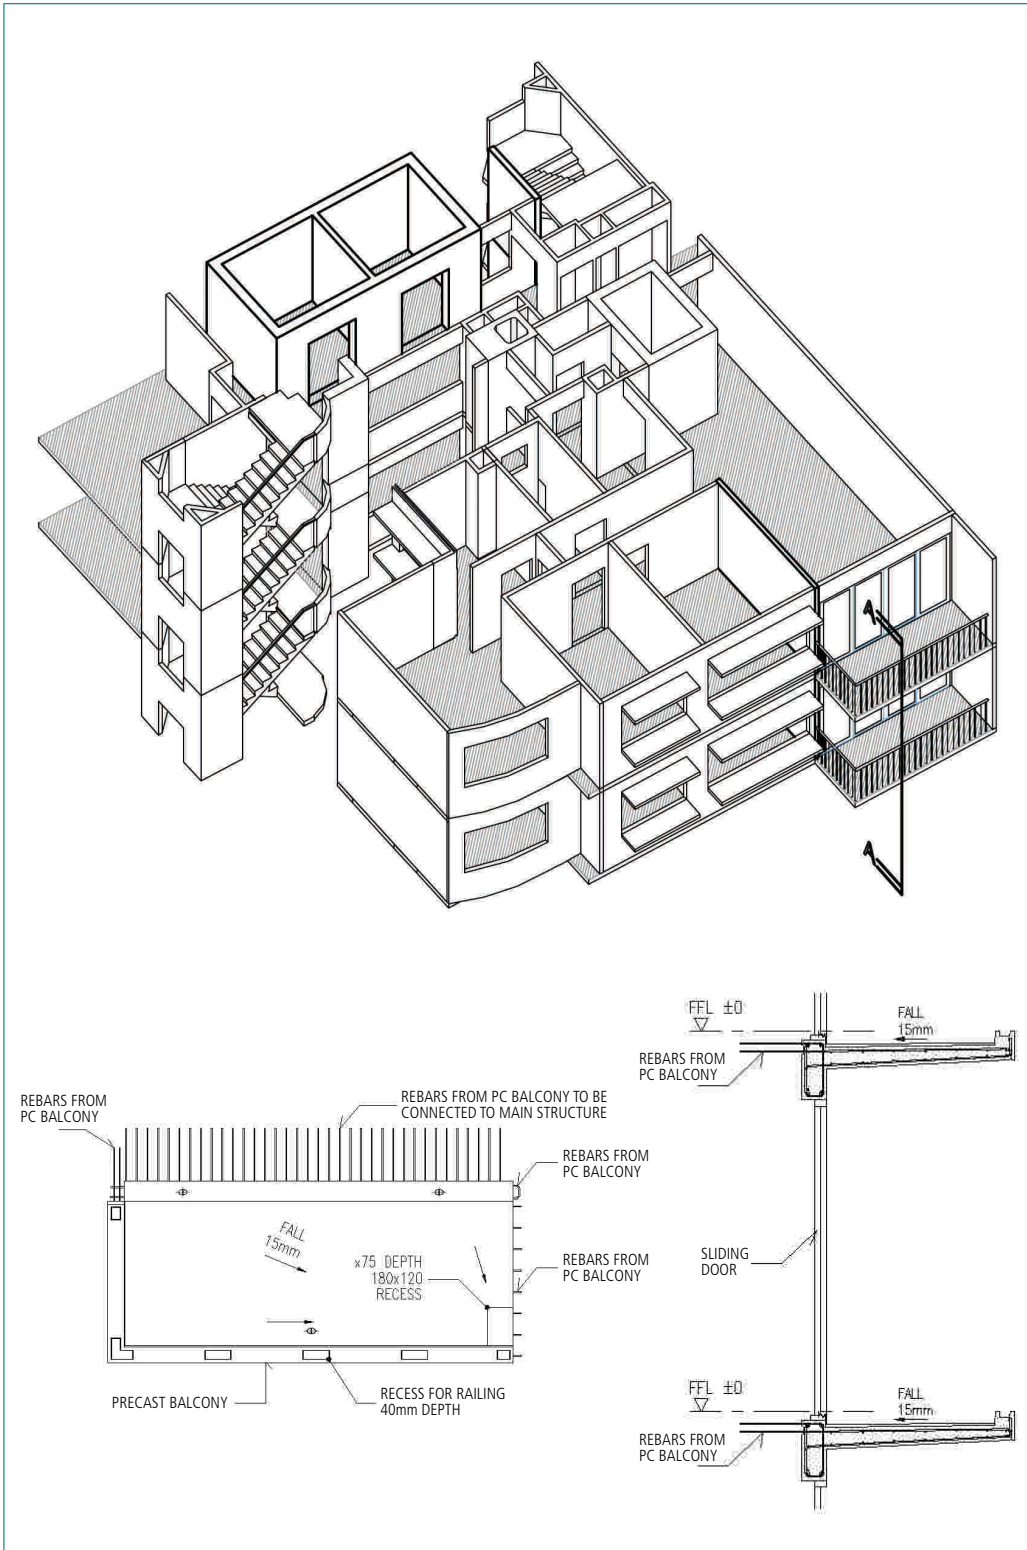 A
A
FFL ±0
FALL
15mm
REBARS FROM
PC BALCONY
REBARS FROM
PC BALCONY
REBARS FROM PC BALCONY TO BE
CONNECTED TO MAIN STRUCTURE
REBARS FROM
PC BALCONY
FALL
15mm
x75 DEPTH
180x120
RECESS
REBARS FROM
PC BALCONY
SLIDING
DOOR
PRECAST BALCONY
RECESS FOR RAILING
40mm DEPTH
FFL ±0
FALL
15mm
REBARS FROM
PC BALCONY